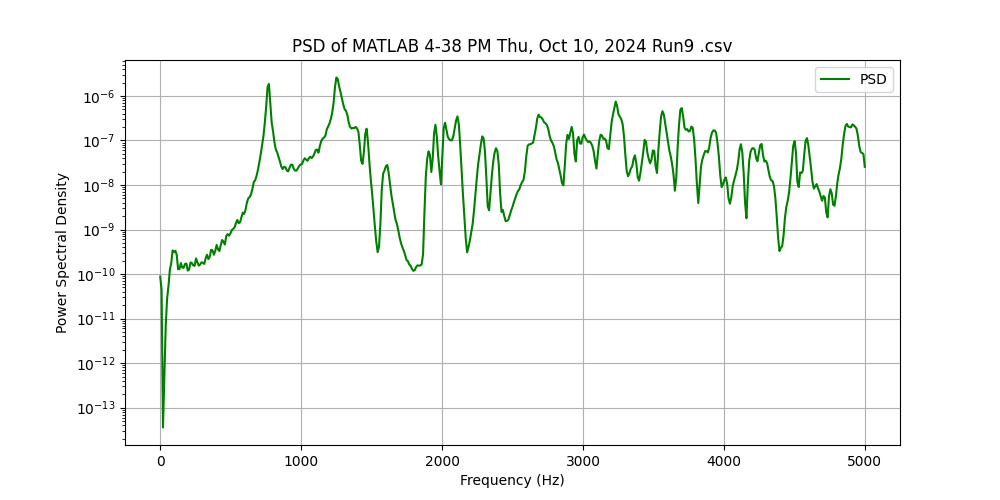 PSD of MATLAB 4-38 PM Thu, Oct 10, 2024 Run9 .csv
PSD
Power Spectral Density
10⁻⁶
10⁻⁷
10⁻⁸
10⁻⁹
10⁻¹⁰
10⁻¹¹
10⁻¹²
10⁻¹³
0 1000 2000 3000 4000 5000
Frequency (Hz)